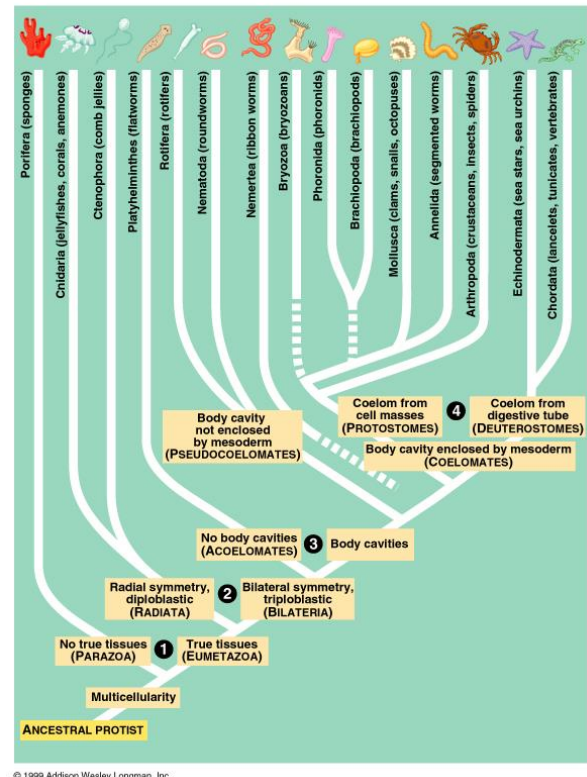 Porifera (sponges)
Cnidaria (jellyfishes, corals, anemones)
Ctenophora (comb jellies)
Platyhelminthes (flatworms)
Rotifera (rotifers)
Nematoda (roundworms)
Nemertea (ribbon worms)
Bryozoa (bryozoans)
Phoronida (phoronids)
Brachiopoda (brachiopods)
Mollusca (clams, snails, octopuses)
Annelida (segmented worms)
Arthropoda (crustaceans, insects, spiders)
Echinodermata (sea stars, sea urchins)
Chordata (lancelets, tunicates, vertebrates)
Body cavity
not enclosed
by mesoderm
(PSEUDOCOELOMATES)
Coelom from
cell masses
(PROTOSTOMES)
4
Coelom from
digestive tube
(DEUTEROSTOMES)
Body cavity enclosed by mesoderm
(COELOMATES)
No body cavities
(ACOELOMATES)
3
Body cavities
Radial symmetry,
diploblastic
(RADIATA)
2
Bilateral symmetry,
triploblastic
(BILATERIA)
No true tissues
(PARAZOA)
1
True tissues
(EUMETAZOA)
Multicellularity
ANCESTRAL PROTIST
© 1999 Addison Wesley Longman, Inc.